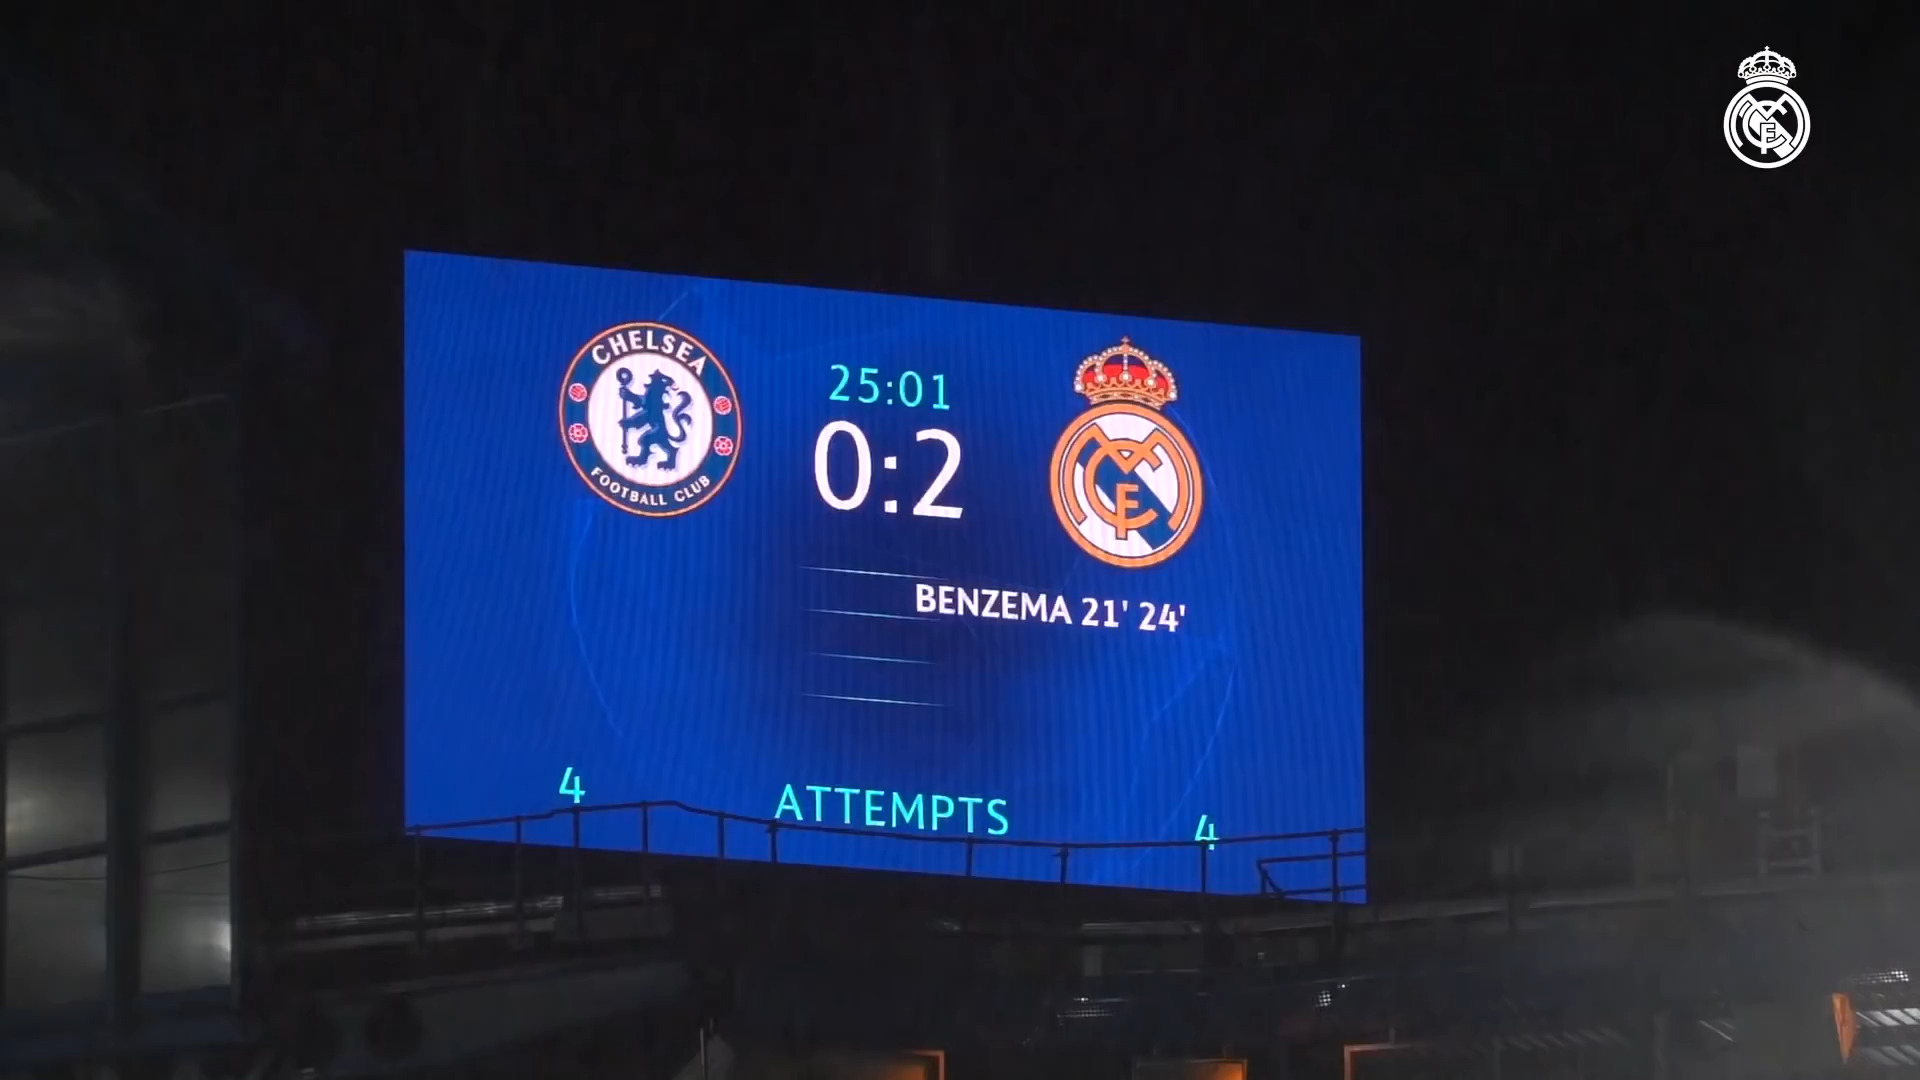 CHELSEA
FOOTBALL CLUB
25:01
0:2
BENZEMA 21' 24'
4 ATTEMPTS 4